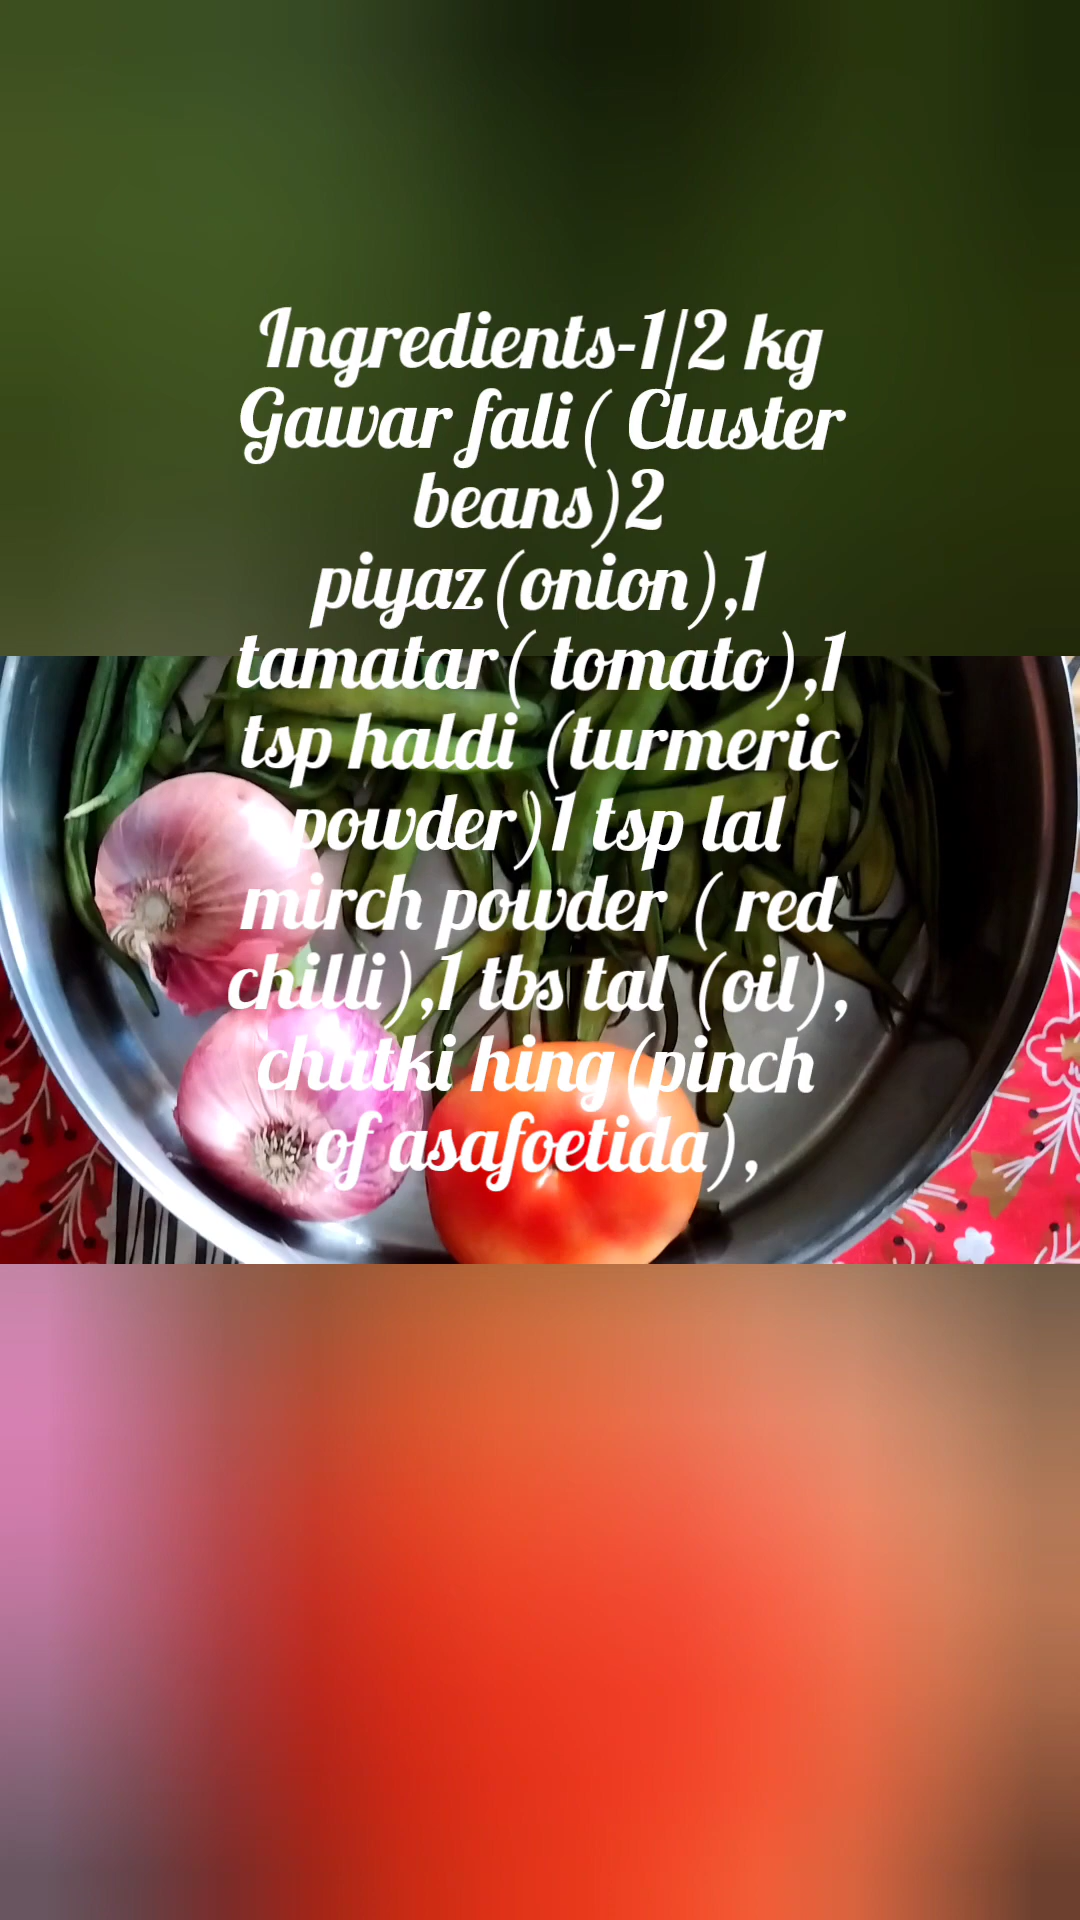 Ingredients-1/2 kg
Gawar fali( Cluster
beans)2
piyaz(onion),1
tamatar( tomato),1
tsp haldi (turmeric
powder)1 tsp lal
mirch powder ( red
chilli),1 tbs tal (oil),
chutki hing(pinch
of asafoetida),